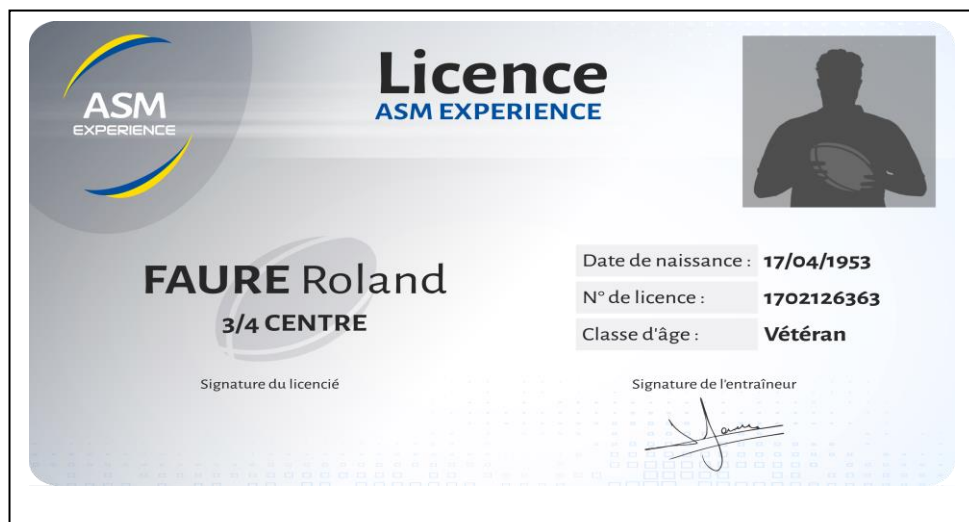 ASM
EXPERIENCE
Licence
ASM EXPERIENCE
FAURE Roland
3/4 CENTRE
Date de naissance : 17/04/1953
N° de licence : 1702126363
Classe d'âge : Vétéran
Signature du licencié
Signature de l'entraîneur